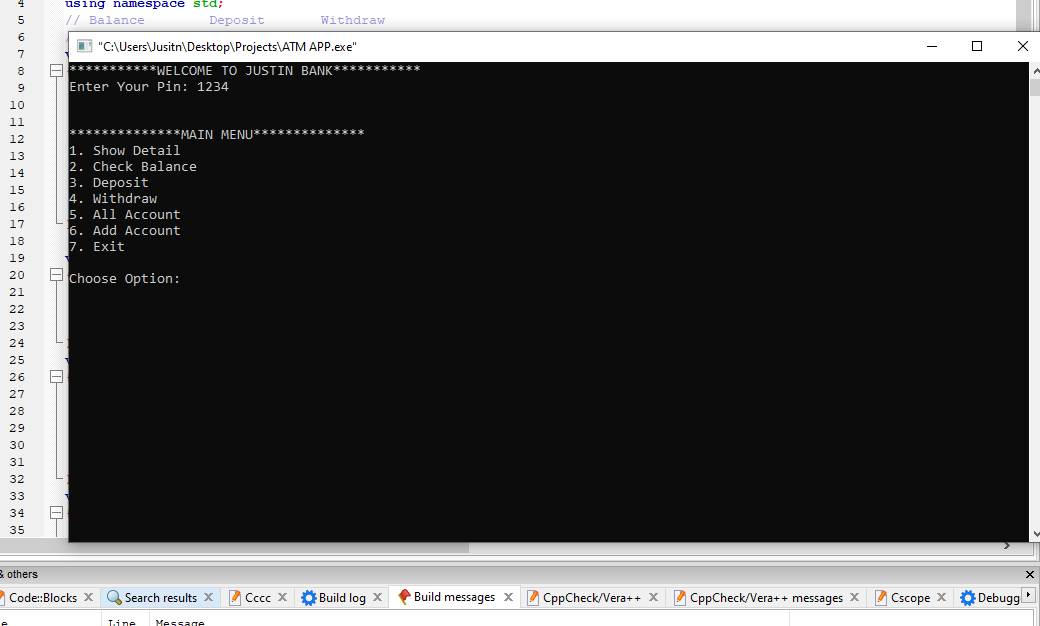 4 using namespace std;
5 // Balance Deposit Withdraw
6
"C:\Users\Jusitn\Desktop\Projects\ATM APP.exe"
7
8 ***********WELCOME TO JUSTIN BANK***********
9 Enter Your Pin: 1234
10
11
12 **************MAIN MENU**************
13 1. Show Detail
14 2. Check Balance
15 3. Deposit
16 4. Withdraw
17 5. All Account
18 6. Add Account
19 7. Exit
20 Choose Option:
21
22
23
24
25
26
27
28
29
30
31
32
33
34
35
& others
Code::Blocks Search results Cccc Build log Build messages CppCheck/Vera++ CppCheck/Vera++ messages Cscope Debugg
Line Message